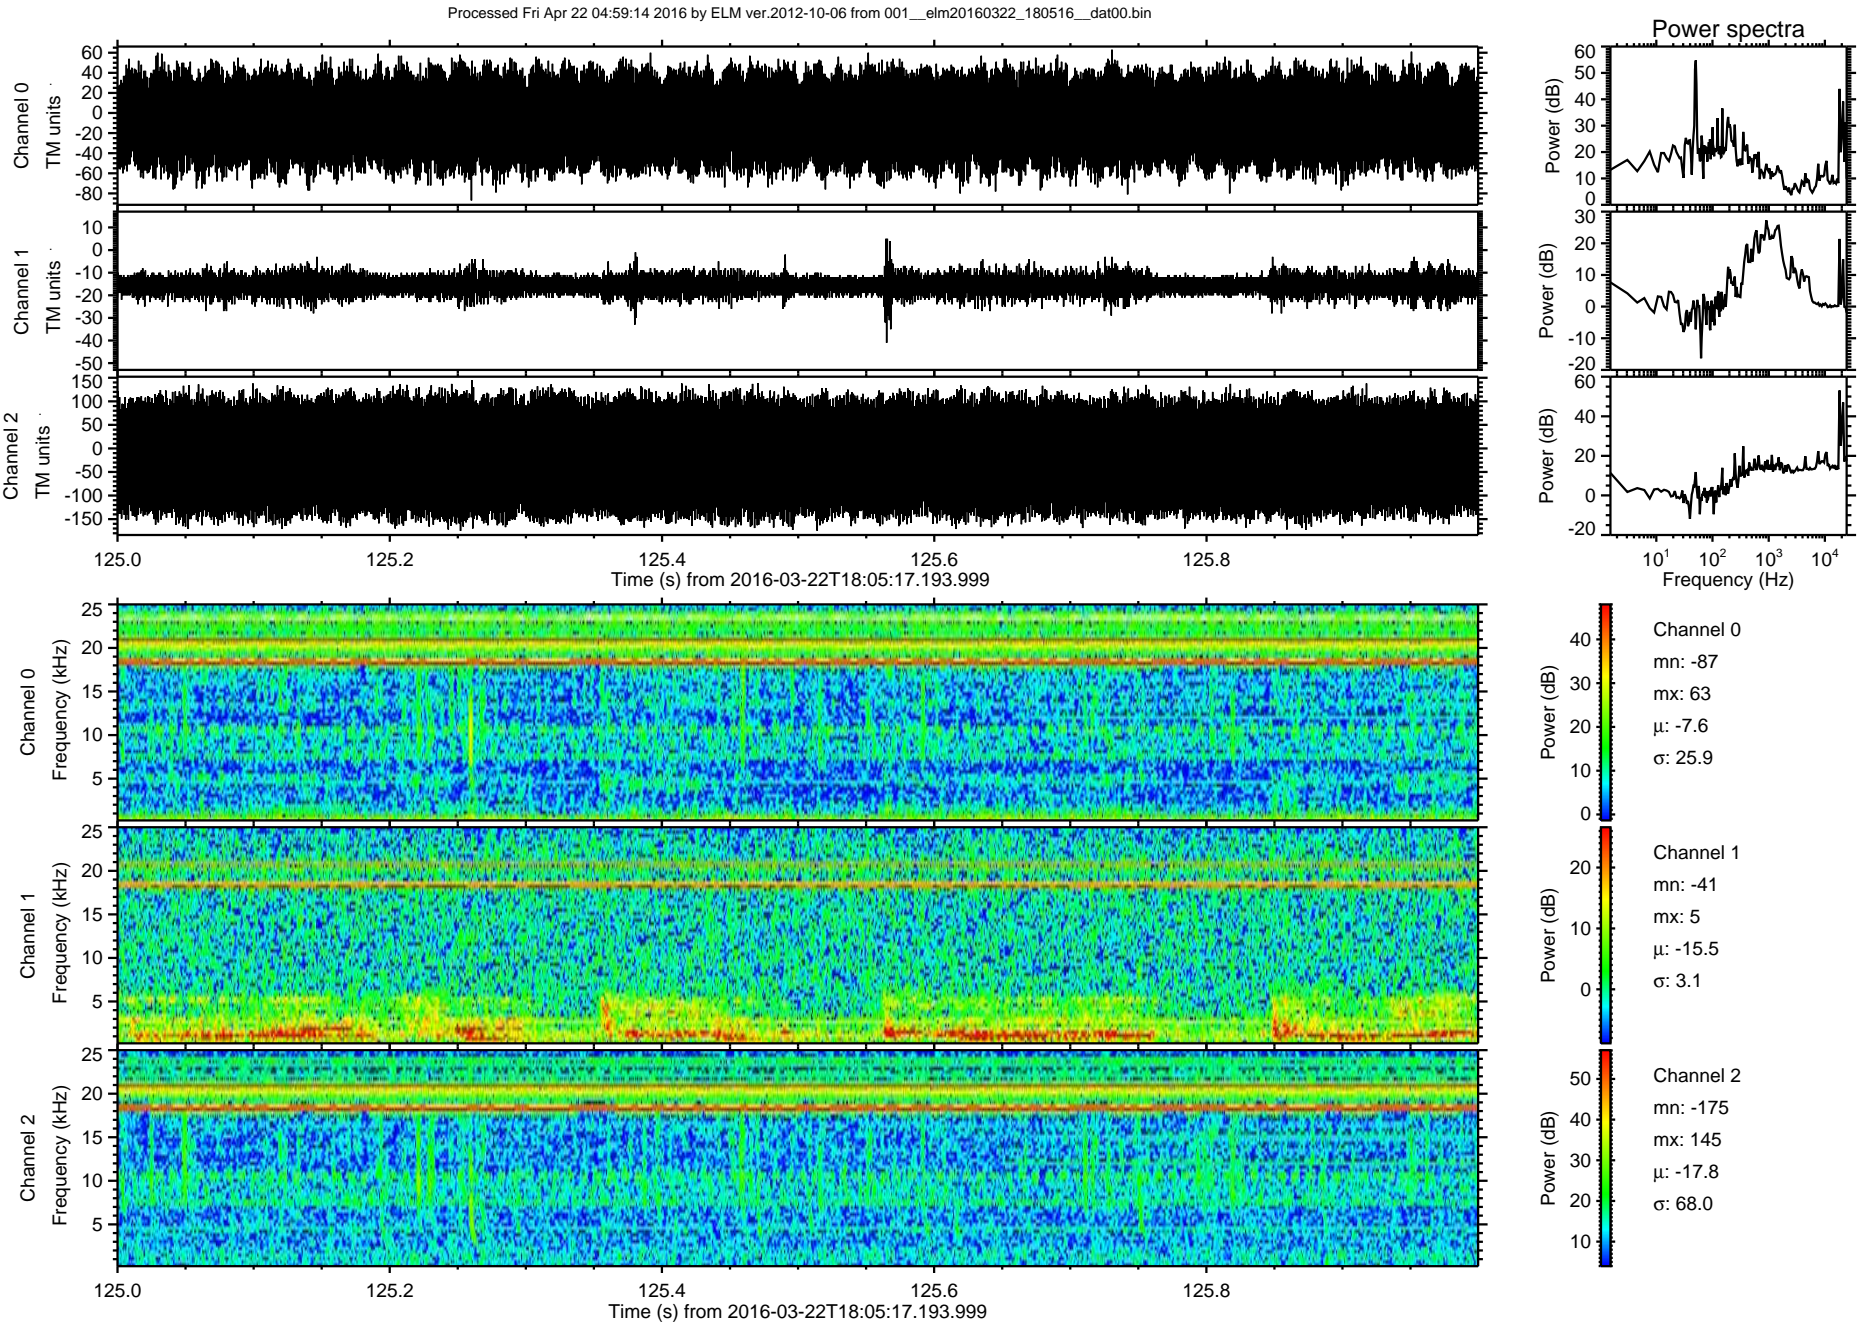 Processed Fri Apr 22 04:59:14 2016 by ELM ver.2012-10-06 from 001__elm20160322_180516__dat00.bin
Power spectra
Channel 0
TM units
60
40
20
0
-20
-40
-60
-80
Power (dB)
60
50
40
30
20
10
0
Channel 1
TM units
10
0
-10
-20
-30
-40
-50
Power (dB)
30
20
10
0
-10
-20
Channel 2
TM units
150
100
50
0
-50
-100
-150
Power (dB)
60
40
20
0
-20
125.0 125.2 125.4 125.6 125.8
Time (s) from 2016-03-22T18:05:17.193.999
10¹ 10² 10³ 10⁴
Frequency (Hz)
Channel 0
Frequency (kHz)
25
20
15
10
5
Power (dB)
40
30
20
10
0
Channel 0
mn: -87
mx: 63
μ: -7.6
σ: 25.9
Channel 1
Frequency (kHz)
25
20
15
10
5
Power (dB)
20
10
0
Channel 1
mn: -41
mx: 5
μ: -15.5
σ: 3.1
Channel 2
Frequency (kHz)
25
20
15
10
5
Power (dB)
50
40
30
20
10
Channel 2
mn: -175
mx: 145
μ: -17.8
σ: 68.0
125.0 125.2 125.4 125.6 125.8
Time (s) from 2016-03-22T18:05:17.193.999